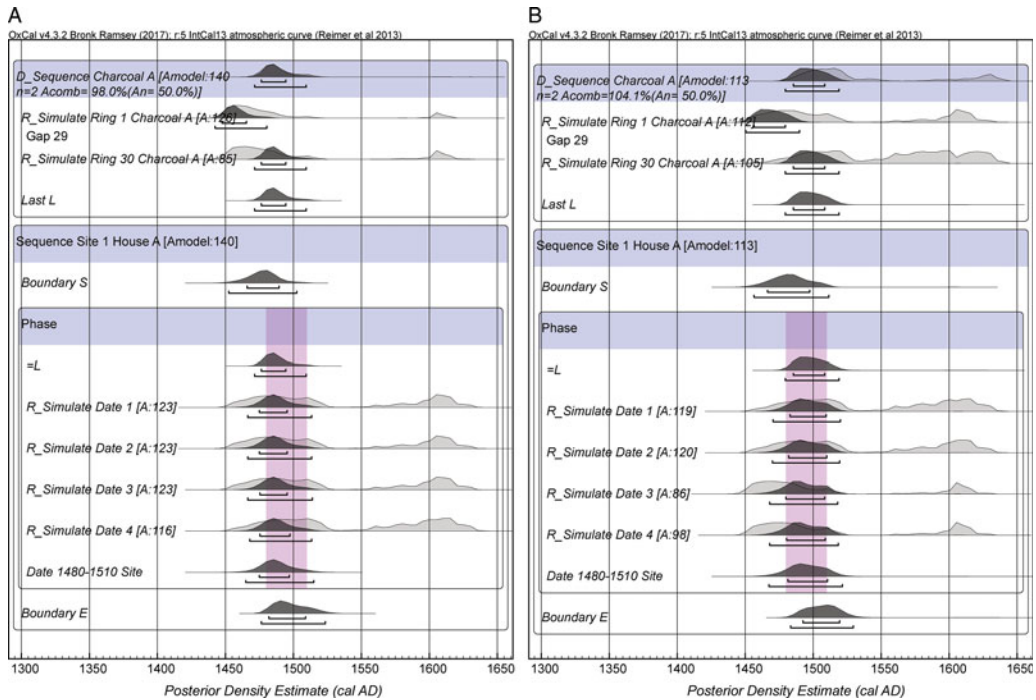 A
OxCal v4.3.2 Bronk Ramsey (2017); r:5 IntCal13 atmospheric curve (Reimer et al 2013)
D_Sequence Charcoal A [Amodel:140
n=2 Acomb= 98.0%(An= 50.0%)]
R_Simulate Ring 1 Charcoal A [A:126]
Gap 29
R_Simulate Ring 30 Charcoal A [A:85]
Last L
Sequence Site 1 House A [Amodel:140]
Boundary S
Phase
=L
R_Simulate Date 1 [A:123]
R_Simulate Date 2 [A:123]
R_Simulate Date 3 [A:123]
R_Simulate Date 4 [A:116]
Date 1480-1510 Site
Boundary E
1300 1350 1400 1450 1500 1550 1600 1650
Posterior Density Estimate (cal AD)
B
OxCal v4.3.2 Bronk Ramsey (2017); r:5 IntCal13 atmospheric curve (Reimer et al 2013)
D_Sequence Charcoal A [Amodel:113
n=2 Acomb=104.1%(An= 50.0%)]
R_Simulate Ring 1 Charcoal A [A:112]
Gap 29
R_Simulate Ring 30 Charcoal A [A:105]
Last L
Sequence Site 1 House A [Amodel:113]
Boundary S
Phase
=L
R_Simulate Date 1 [A:119]
R_Simulate Date 2 [A:120]
R_Simulate Date 3 [A:86]
R_Simulate Date 4 [A:98]
Date 1480-1510 Site
Boundary E
1300 1350 1400 1450 1500 1550 1600 1650
Posterior Density Estimate (cal AD)